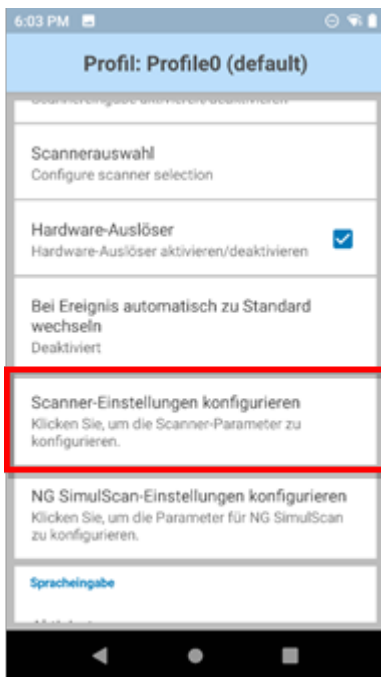 6:03 PM
Profil: Profile0 (default)
Scannerauswahl
Configure scanner selection
Hardware-Auslöser
Hardware-Auslöser aktivieren/deaktivieren
Bei Ereignis automatisch zu Standard
wechseln
Deaktiviert
Scanner-Einstellungen konfigurieren
Klicken Sie, um die Scanner-Parameter zu
konfigurieren.
NG SimulScan-Einstellungen konfigurieren
Klicken Sie, um die Parameter für NG SimulScan
zu konfigurieren.
Spracheingabe